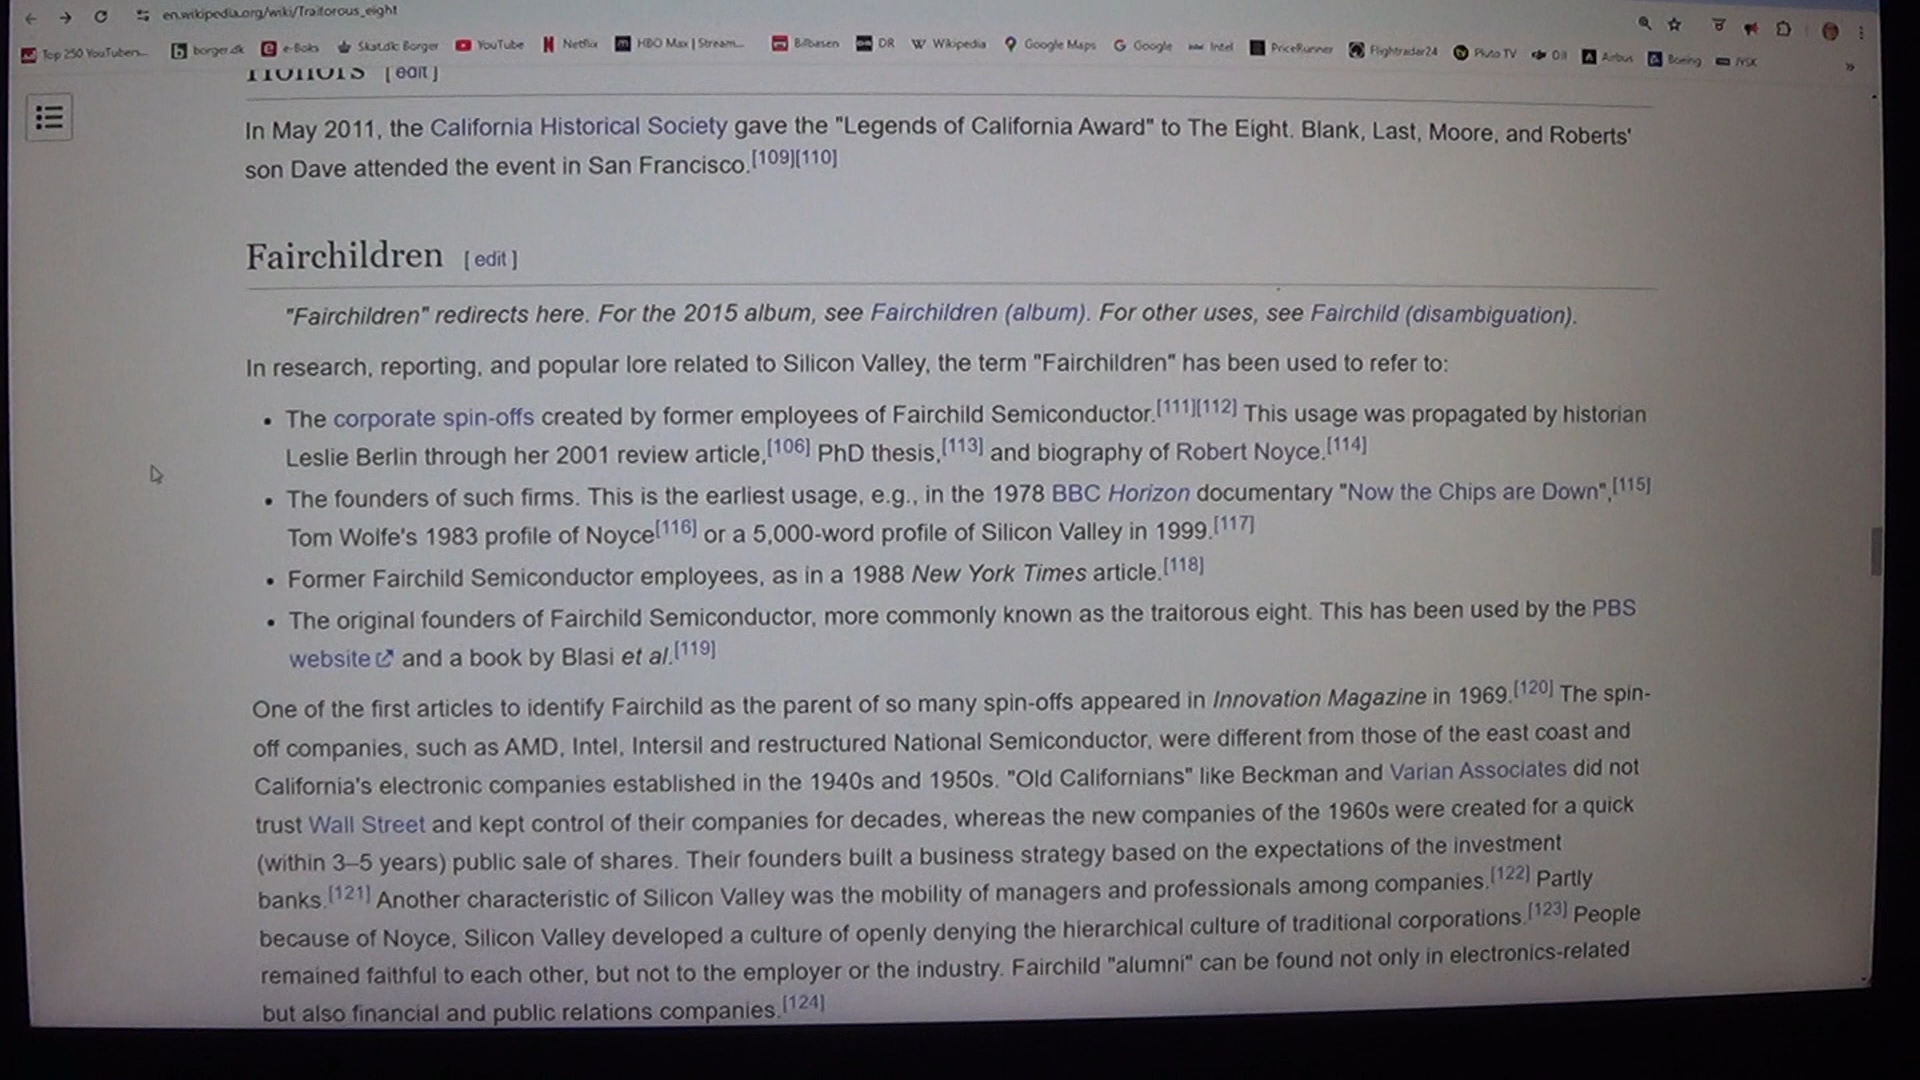 en.wikipedia.org/wiki/Traitorous_eight
Top 250 YouTubers... borger.dk e-Boks Skat.dk: Borger YouTube Netflix HBO Max | Stream... Bilbasen DR Wikipedia Google Maps Google Intel PriceRunner Flightradar24 Pluto TV DJI Airbus Boeing JYSK »
Honors [edit]
In May 2011, the California Historical Society gave the "Legends of California Award" to The Eight. Blank, Last, Moore, and Roberts'
son Dave attended the event in San Francisco.[109][110]
Fairchildren [edit]
"Fairchildren" redirects here. For the 2015 album, see Fairchildren (album). For other uses, see Fairchild (disambiguation).
In research, reporting, and popular lore related to Silicon Valley, the term "Fairchildren" has been used to refer to:
• The corporate spin-offs created by former employees of Fairchild Semiconductor.[111][112] This usage was propagated by historian
Leslie Berlin through her 2001 review article,[106] PhD thesis,[113] and biography of Robert Noyce.[114]
• The founders of such firms. This is the earliest usage, e.g., in the 1978 BBC Horizon documentary "Now the Chips are Down",[115]
Tom Wolfe's 1983 profile of Noyce[116] or a 5,000-word profile of Silicon Valley in 1999.[117]
• Former Fairchild Semiconductor employees, as in a 1988 New York Times article.[118]
• The original founders of Fairchild Semiconductor, more commonly known as the traitorous eight. This has been used by the PBS
website and a book by Blasi et al.[119]
One of the first articles to identify Fairchild as the parent of so many spin-offs appeared in Innovation Magazine in 1969.[120] The spin-
off companies, such as AMD, Intel, Intersil and restructured National Semiconductor, were different from those of the east coast and
California's electronic companies established in the 1940s and 1950s. "Old Californians" like Beckman and Varian Associates did not
trust Wall Street and kept control of their companies for decades, whereas the new companies of the 1960s were created for a quick
(within 3–5 years) public sale of shares. Their founders built a business strategy based on the expectations of the investment
banks.[121] Another characteristic of Silicon Valley was the mobility of managers and professionals among companies.[122] Partly
because of Noyce, Silicon Valley developed a culture of openly denying the hierarchical culture of traditional corporations.[123] People
remained faithful to each other, but not to the employer or the industry. Fairchild "alumni" can be found not only in electronics-related
but also financial and public relations companies.[124]